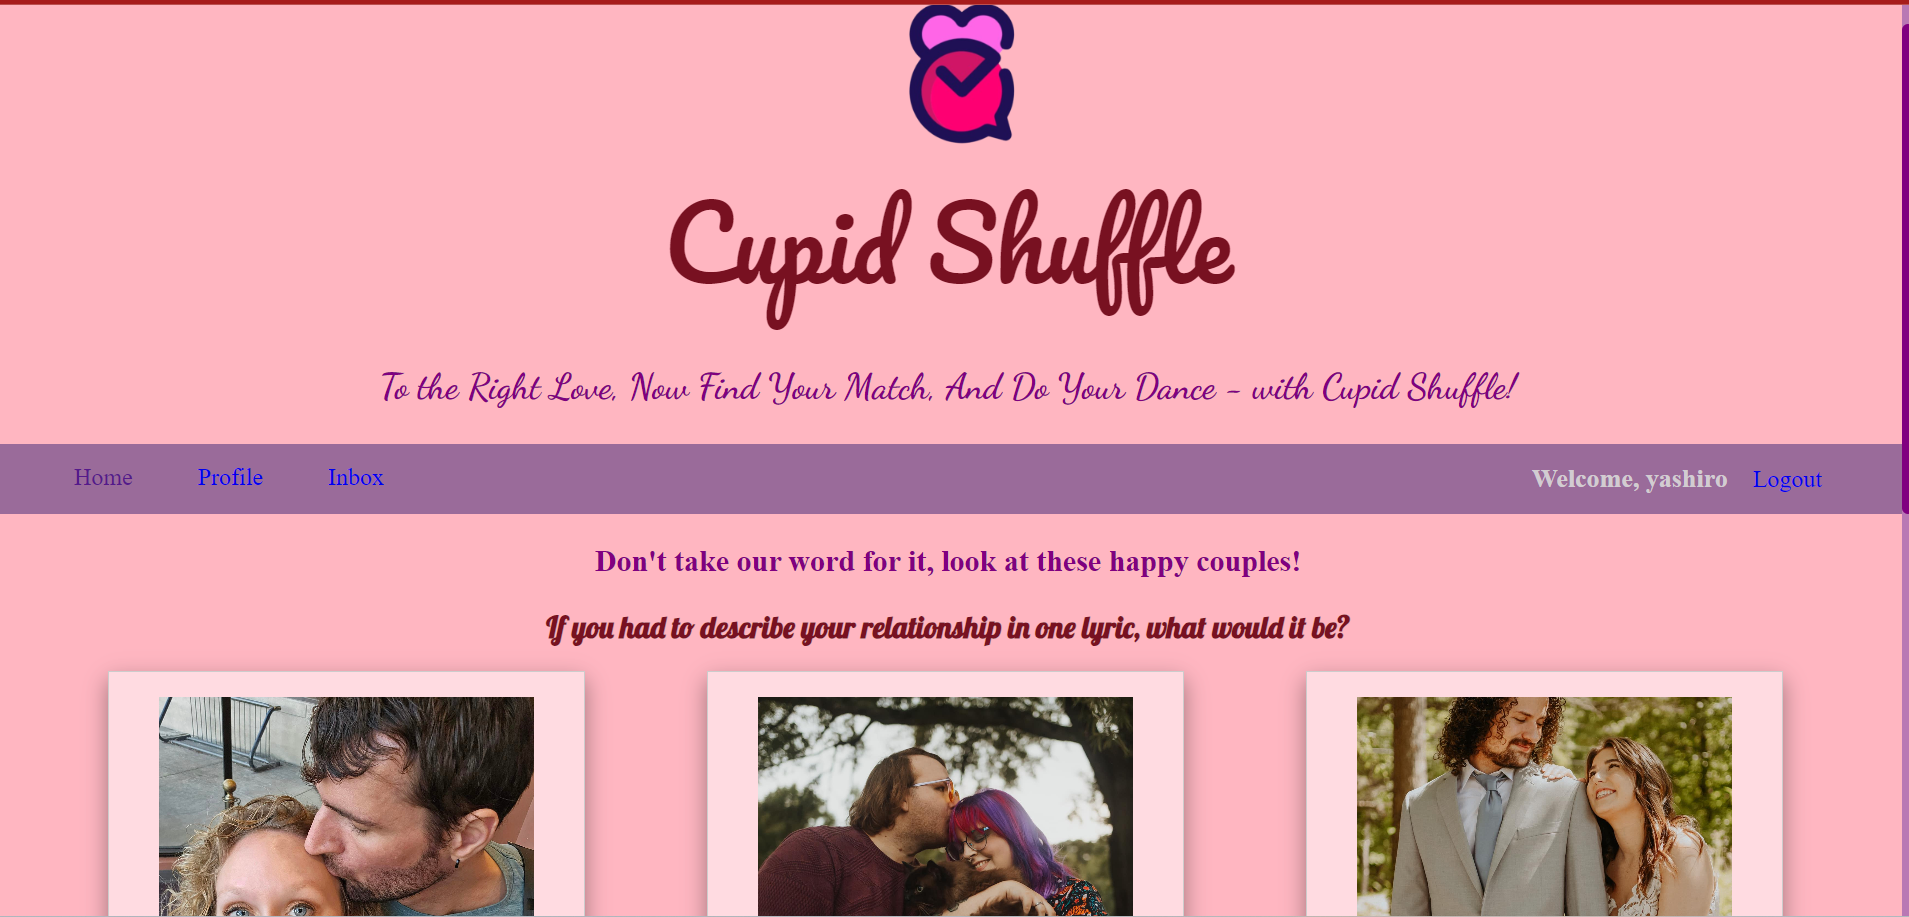 Cupid Shuffle
To the Right Love, Now Find Your Match, And Do Your Dance - with Cupid Shuffle!
Home Profile Inbox Welcome, yashiro Logout
Don't take our word for it, look at these happy couples!
If you had to describe your relationship in one lyric, what would it be?